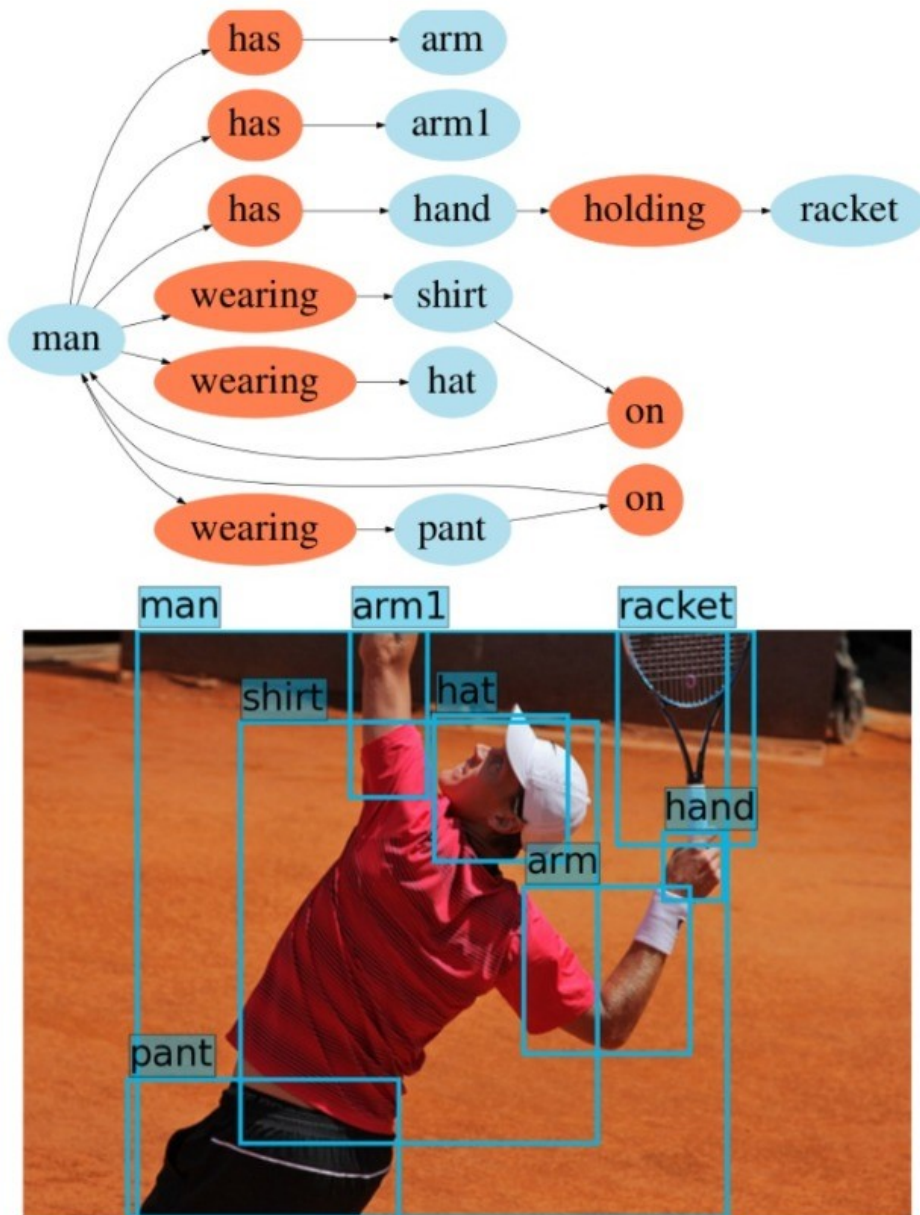 has arm
has arm1
has hand holding racket
wearing shirt
man
wearing hat
on
on
wearing pant
man arm1 racket
shirt hat
hand
arm
pant